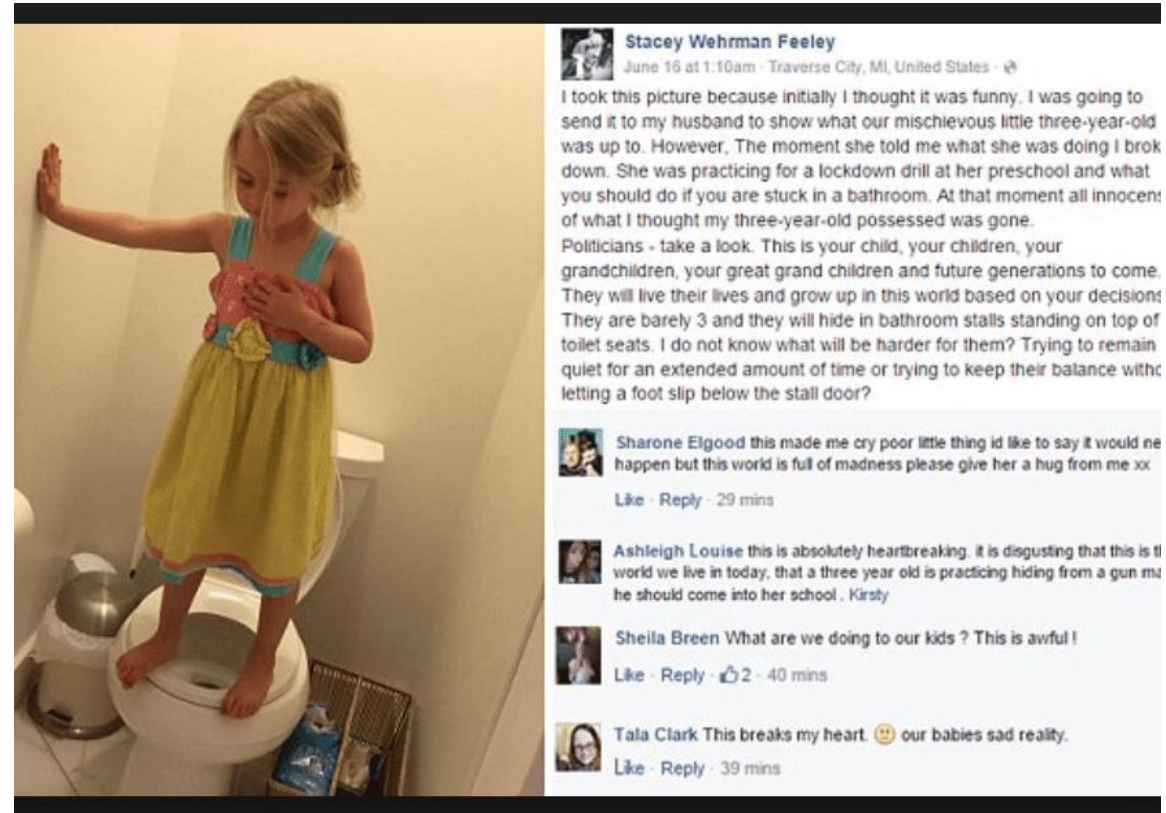 Stacey Wehrman Feeley
June 16 at 1:10am · Traverse City, MI, United States ·
I took this picture because initially I thought it was funny. I was going to
send it to my husband to show what our mischievous little three-year-old
was up to. However, The moment she told me what she was doing I brok
down. She was practicing for a lockdown drill at her preschool and what
you should do if you are stuck in a bathroom. At that moment all innocens
of what I thought my three-year-old possessed was gone.
Politicians - take a look. This is your child, your children, your
grandchildren, your great grand children and future generations to come.
They will live their lives and grow up in this world based on your decisions
They are barely 3 and they will hide in bathroom stalls standing on top of
toilet seats. I do not know what will be harder for them? Trying to remain
quiet for an extended amount of time or trying to keep their balance witho
letting a foot slip below the stall door?
Sharone Elgood this made me cry poor little thing id like to say it would ne
happen but this world is full of madness please give her a hug from me xx
Like · Reply · 29 mins
Ashleigh Louise this is absolutely heartbreaking. it is disgusting that this is t
world we live in today, that a three year old is practicing hiding from a gun ma
he should come into her school . Kirsty
Sheila Breen What are we doing to our kids ? This is awful !
Like · Reply · 2 · 40 mins
Tala Clark This breaks my heart. 🙁 our babies sad reality.
Like · Reply · 39 mins